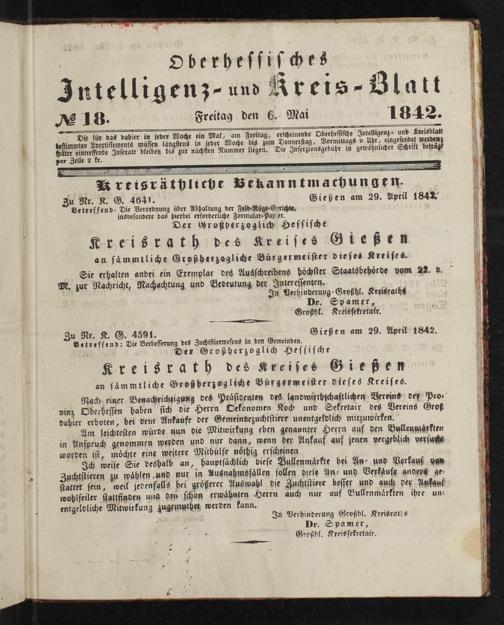 Oberhessisches
Intelligenz- und Kreis-Blatt
№ 18. Freitag den 6. Mai 1842.
Die für das dahier in jeder Woche ein Mal, am Freitag, erscheinende Oberhessische Intelligenz- und Kreisblatt
bestimmten Avertissements müssen längstens in jeder Woche bis zum Donnerstag, Vormittags 9 Uhr, eingesendet werden;
später eintreffende Inserate bleiben bis zur nächsten Nummer liegen. Die Insertionsgebühr in gewöhnlicher Schrift beträgt
per Zeile 2 kr.
Kreisräthliche Bekanntmachungen.
Zu Nr. K. G. 4641. Gießen am 29. April 1842.
Betreffend: Die Verordnung über Abhaltung der Feld-Rüge-Gerichte,
insbesondere das hierbei erforderliche Formular-Papier.
Der Großherzoglich Hessische
Kreisrath des Kreises Gießen
an sämmtliche Großherzogliche Bürgermeister dieses Kreises.
Sie erhalten andei ein Exemplar des Ausschreibens höchster Staatsbehörde vom 22. d.
M. zur Nachricht, Nachachtung und Bedeutung der Interessenten.
In Verhinderung Großhl. Kreisraths
Dr. Spamer,
Großhl. Kreissekretair.
Zu Nr. K. G. 4591. Gießen am 29. April 1842.
Betreffend: Die Verbesserung des Zuchtstierwesens in den Gemeinden.
Der Großherzoglich Hessische
Kreisrath des Kreises Gießen
an sämmtliche Großherzogliche Bürgermeister dieses Kreises.
Nach einer Benachrichtigung des Präsidenten des landwirthschaftlichen Vereins der Pro-
vinz Oberhessen haben sich die Herrn Oekonomen Koch und Sekretair des Vereins Groß
dahier erboten, bei dem Ankaufe der Gemeindezuchtstiere unentgeldlich mitzuwirken.
Am leichtesten würde nun die Mitwirkung eben genannter Herrn auf den Bullenmärkten
in Anspruch genommen werden und nur dann, wenn der Ankauf auf jenen vergeblich versucht
worden ist, möchte eine weitere Mithülfe nöthig erscheinen
Ich weise Sie deshalb an, hauptsächlich diese Bullenmärkte bei An- und Verkauf von
Zuchtstieren zu wählen und nur in Ausnahmsfällen sollen diese An- und Verkäufe anders ge-
stattet sein, weil jedenfalls bei größerer Auswahl die Zuchtstiere besser und auch der Ankauf
wohlfeiler stattfinden und den schon erwähnten Herrn auch nur auf Bullenmärkten ihre un-
entgeldliche Mitwirkung zugemuthet werden kann.
In Verhinderung Großhl. Kreisraths
Dr. Spamer,
Großhl. Kreissekretair.